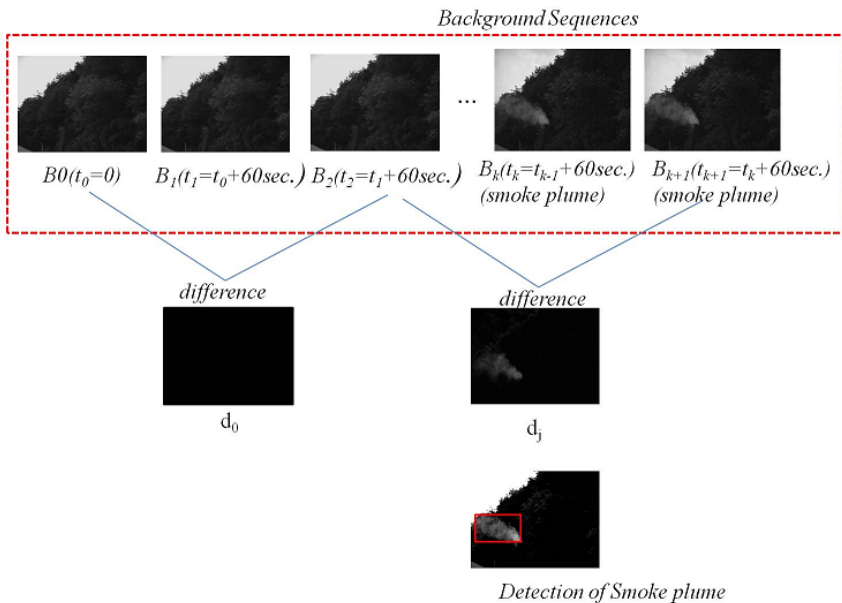 Background Sequences
...
B0(t₀=0)
B₁(t₁=t₀+60sec.)
B₂(t₂=t₁+60sec.)
Bₖ(tₖ=tₖ₋₁+60sec.)
(smoke plume)
Bₖ₊₁(tₖ₊₁=tₖ+60sec.)
(smoke plume)
difference
difference
d₀
dⱼ
Detection of Smoke plume